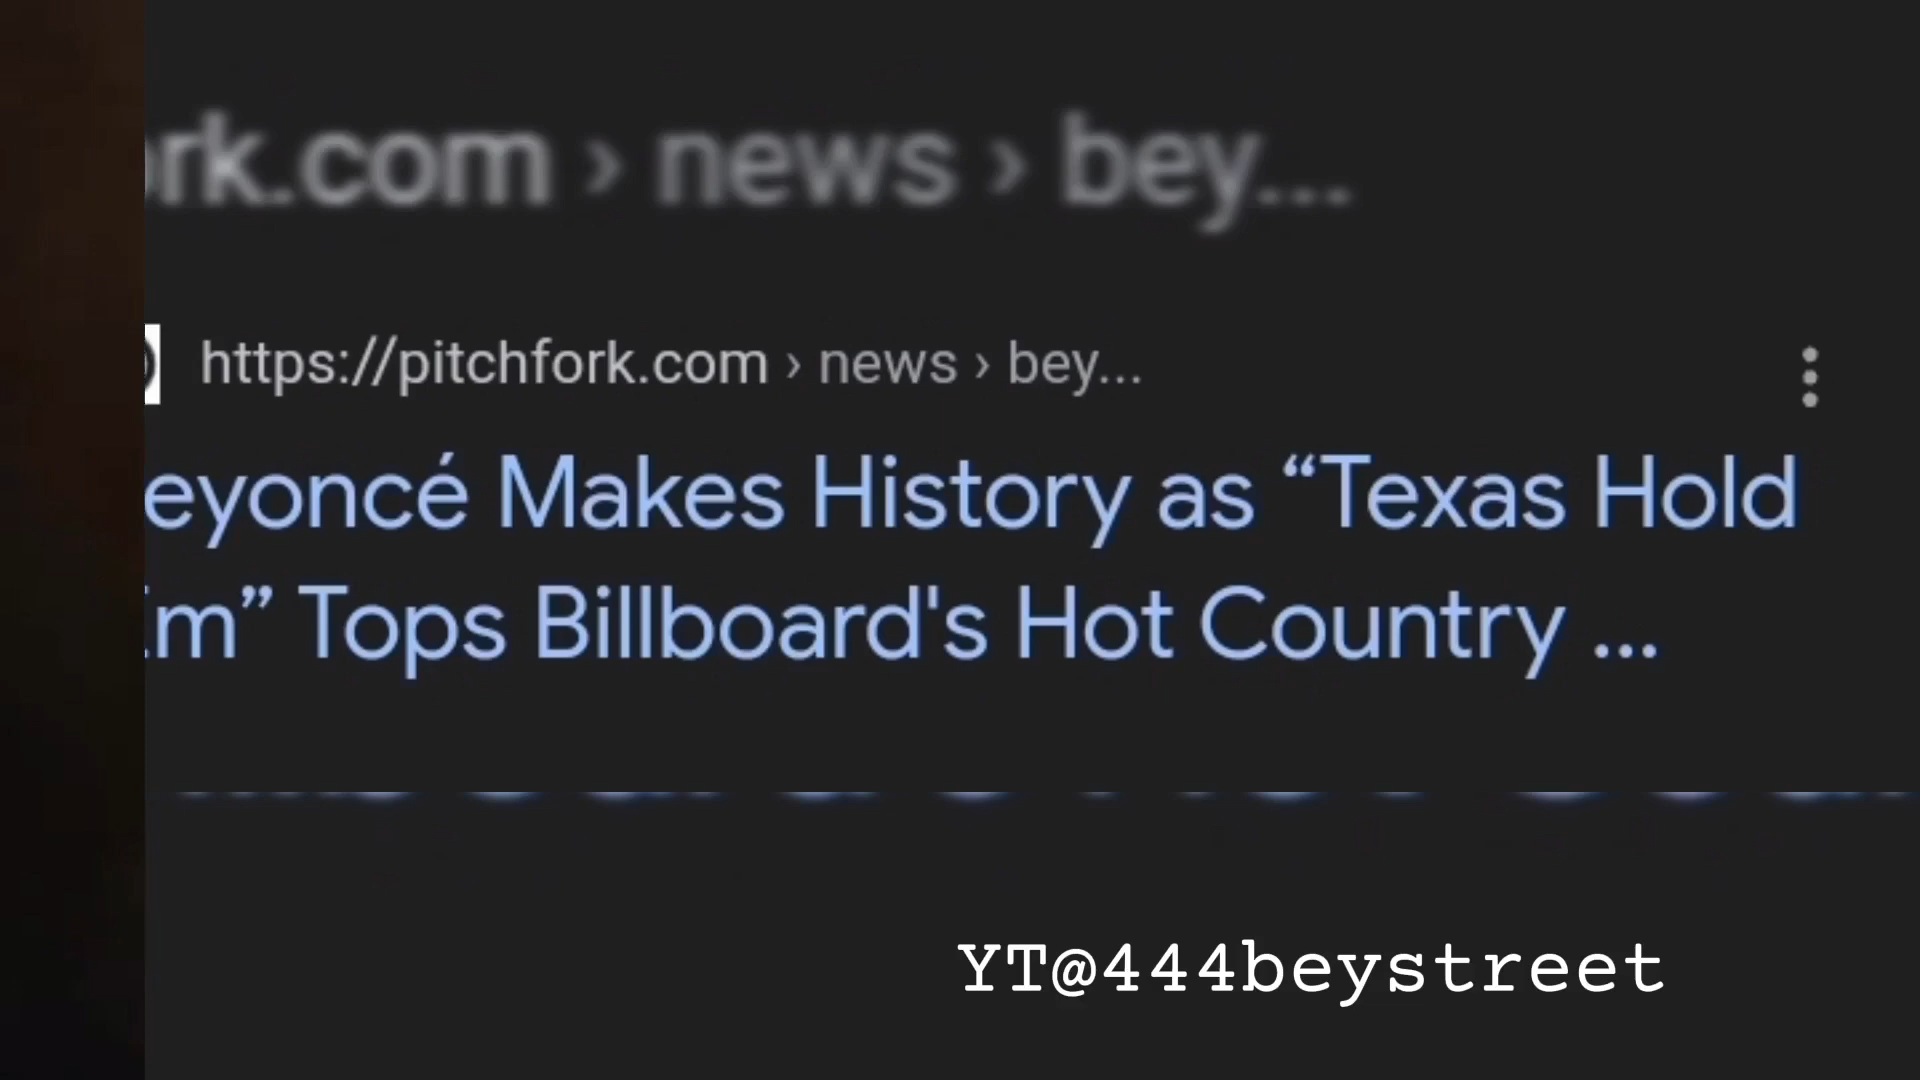 rk.com › news › bey...
https://pitchfork.com › news › bey...
eyoncé Makes History as “Texas Hold
Em” Tops Billboard's Hot Country ...
YT@444beystreet